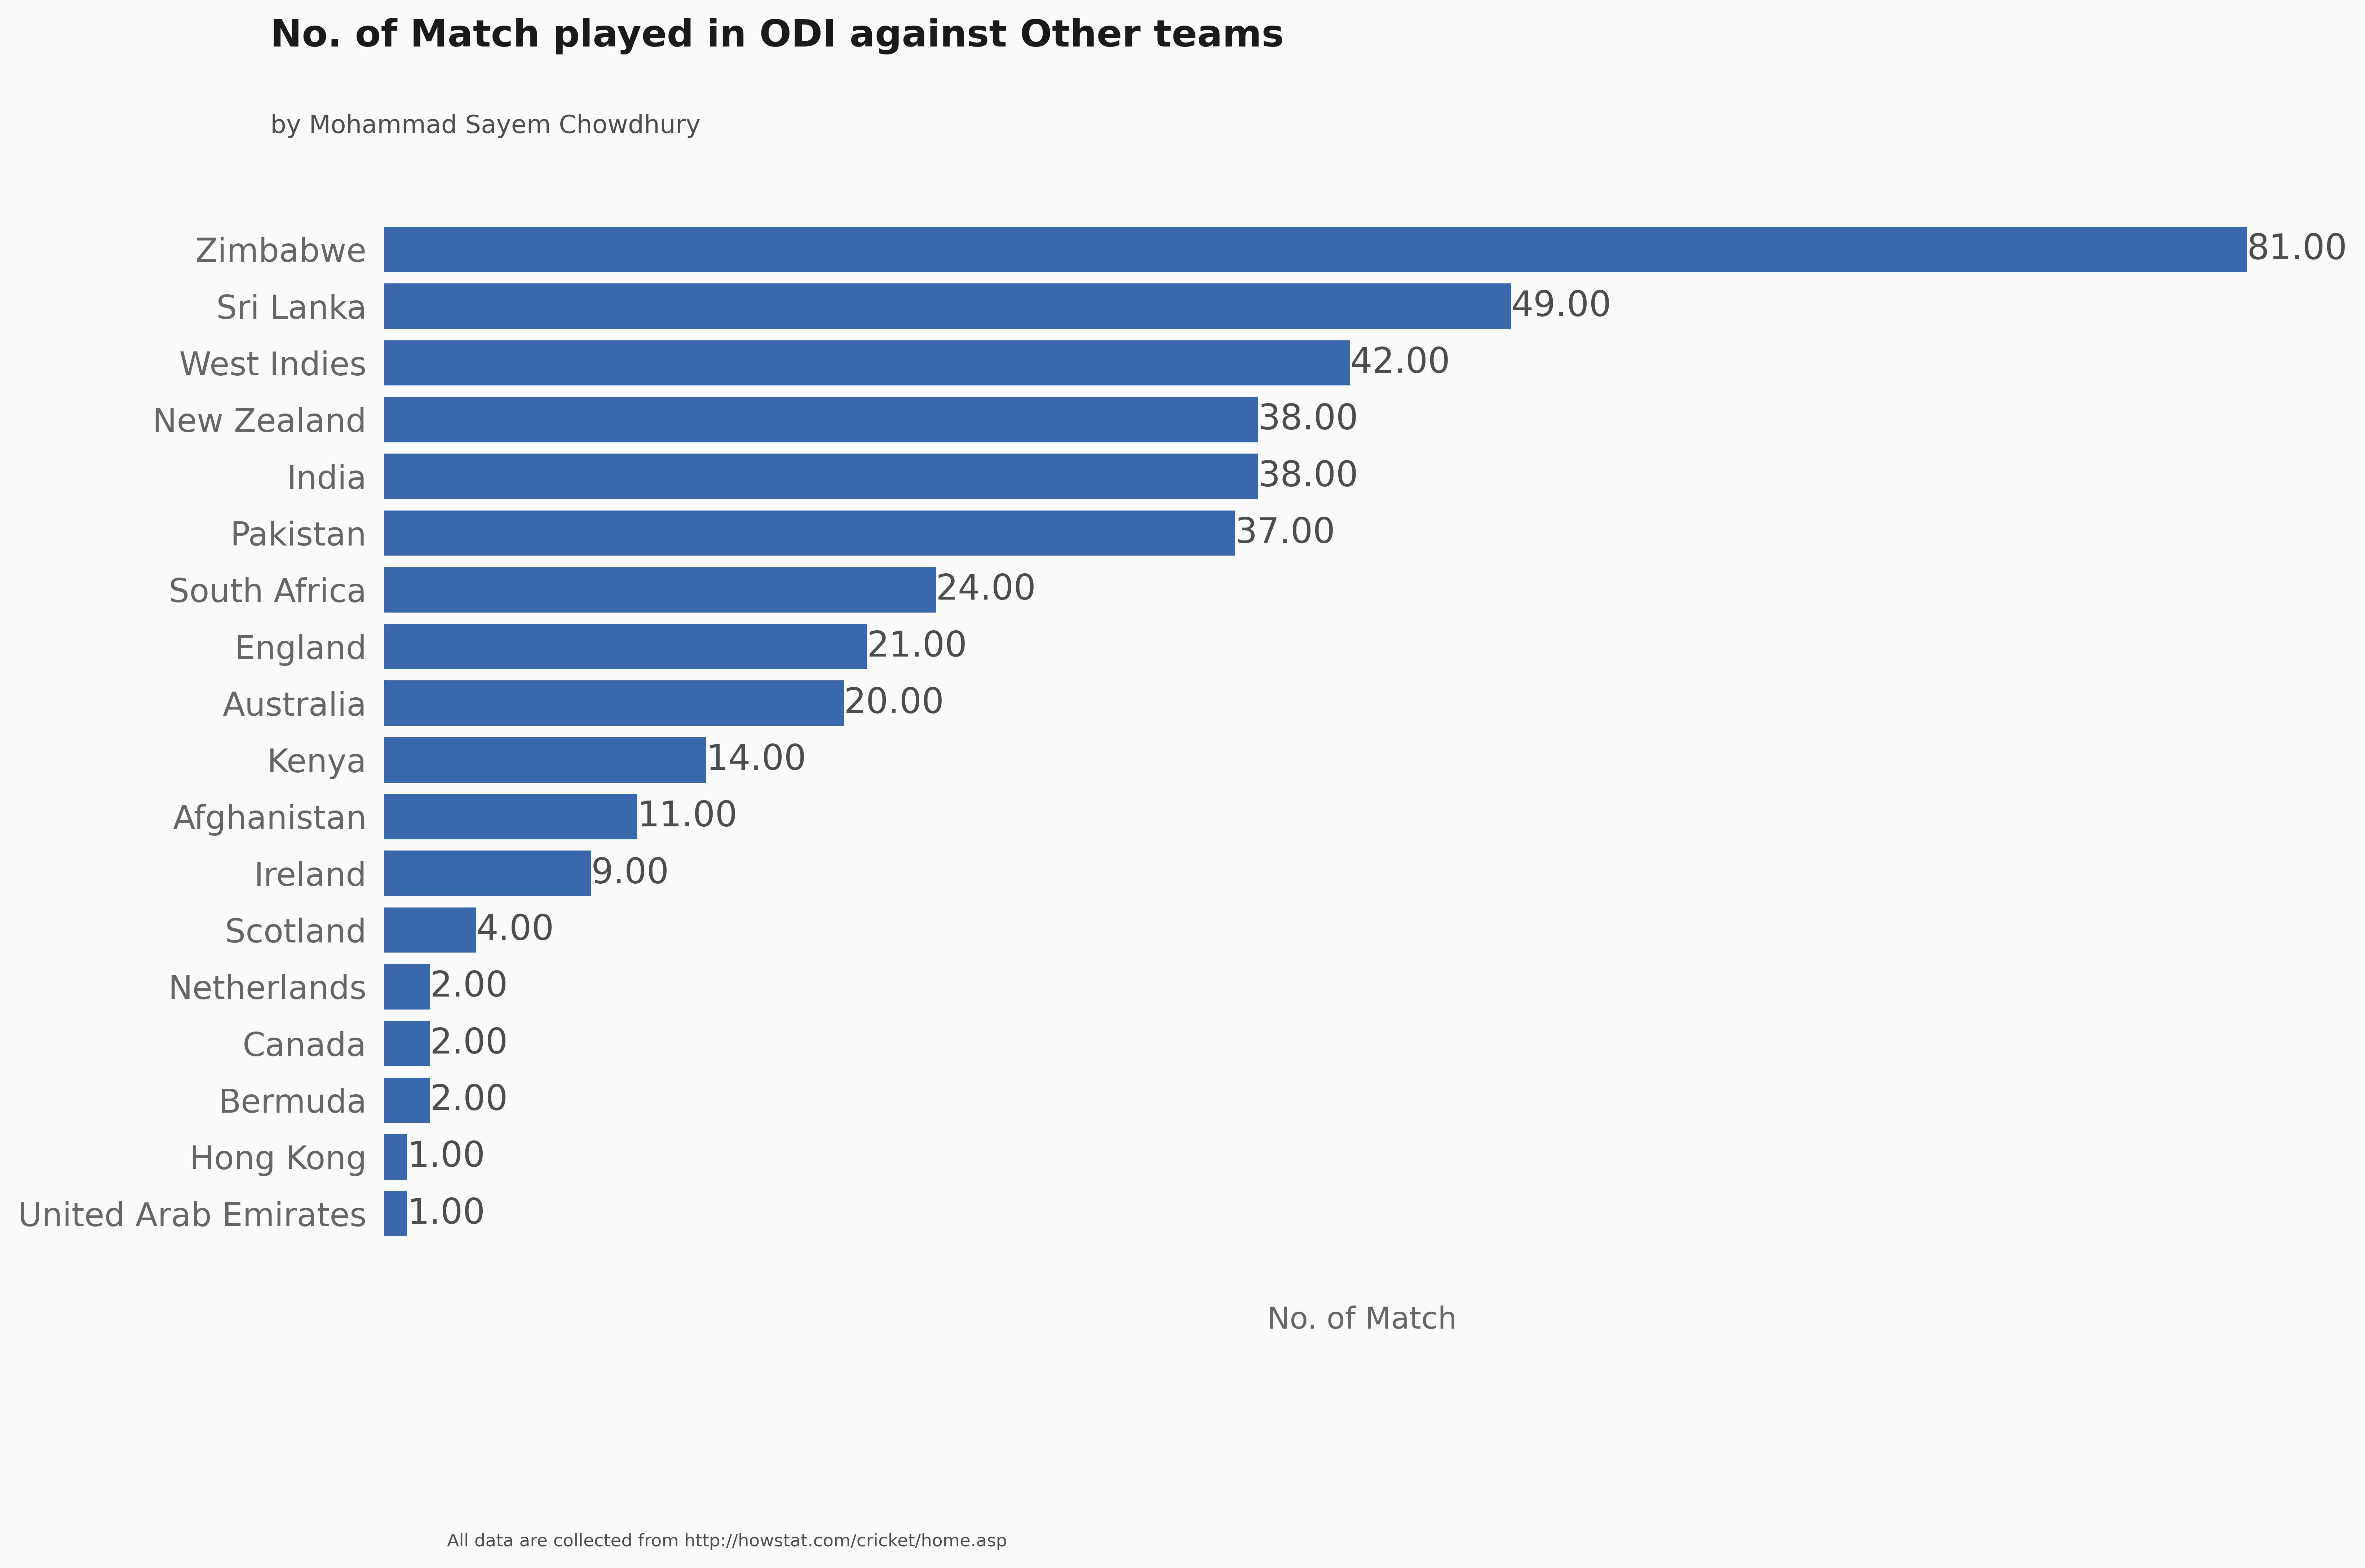 No. of Match played in ODI against Other teams
by Mohammad Sayem Chowdhury
Zimbabwe 81.00
Sri Lanka 49.00
West Indies 42.00
New Zealand 38.00
India 38.00
Pakistan 37.00
South Africa 24.00
England 21.00
Australia 20.00
Kenya 14.00
Afghanistan 11.00
Ireland 9.00
Scotland 4.00
Netherlands 2.00
Canada 2.00
Bermuda 2.00
Hong Kong 1.00
United Arab Emirates 1.00
No. of Match
All data are collected from http://howstat.com/cricket/home.asp